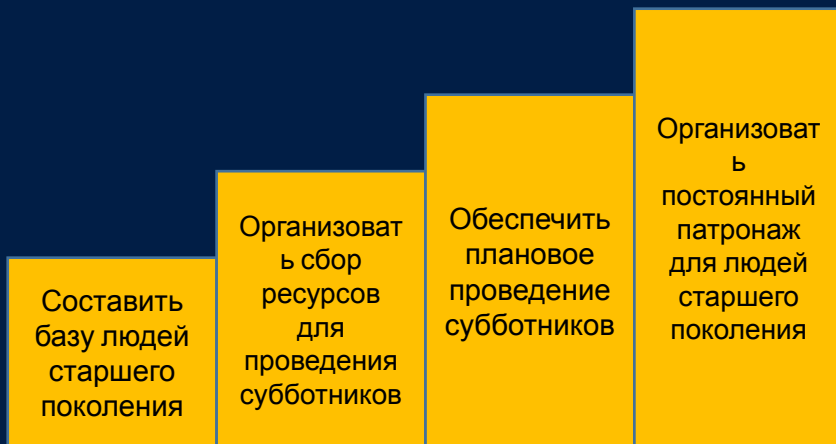 Составить
базу людей
старшего
поколения
Организоват
ь сбор
ресурсов
для
проведения
субботников
Обеспечить
плановое
проведение
субботников
Организоват
ь
постоянный
патронаж
для людей
старшего
поколения